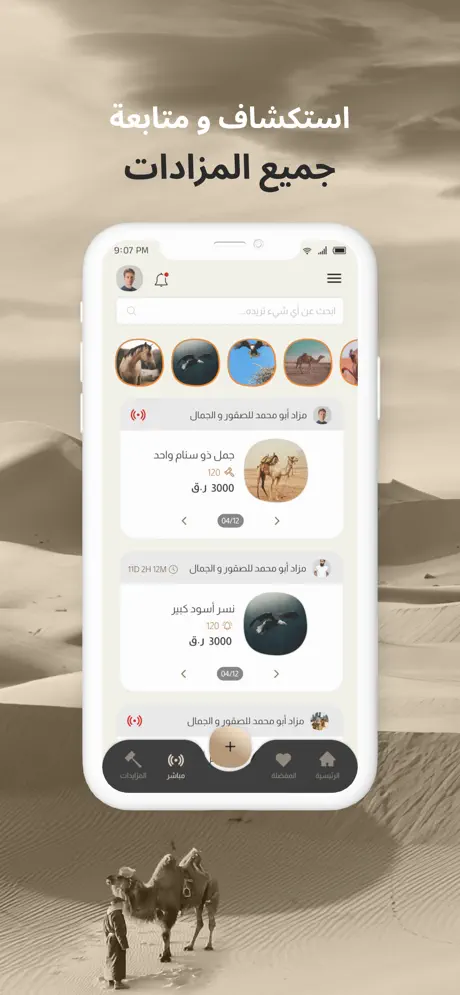 استكشاف و متابعة
جميع المزادات
9:07 PM
ابحث عن أي شيء تريده...
مزاد أبو محمد للصقور و الجمال
جمل ذو سنام واحد
120
3000 ر.ق
04/12
مزاد أبو محمد للصقور و الجمال
11D 2H 12M
نسر أسود كبير
120
3000 ر.ق
04/12
مزاد أبو محمد للصقور و الجمال
+
الرئيسية
المفضلة
مباشر
المزايدات